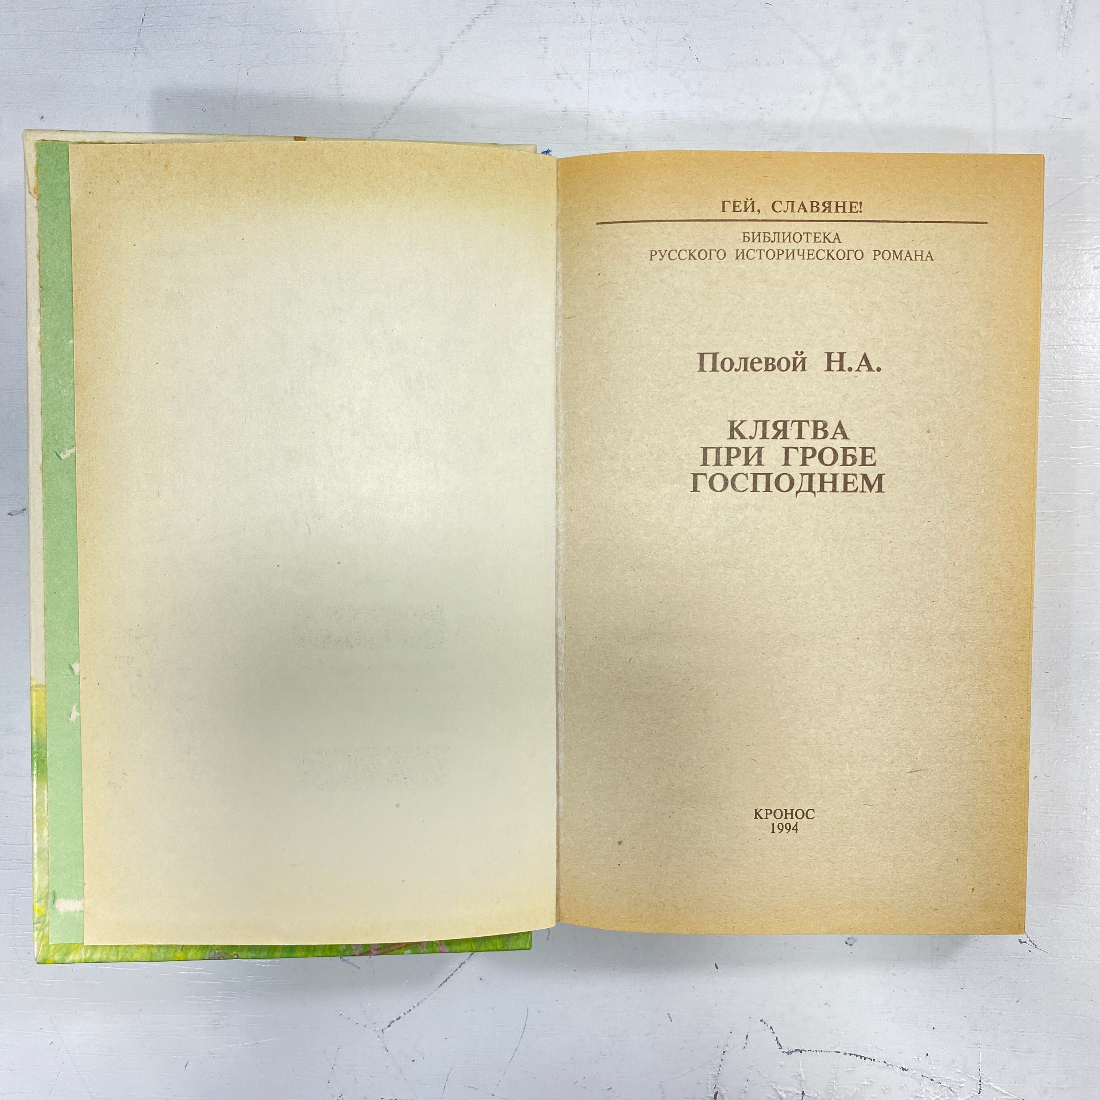 ГЕЙ, СЛАВЯНЕ!
БИБЛИОТЕКА
РУССКОГО ИСТОРИЧЕСКОГО РОМАНА
Полевой Н.А.
КЛЯТВА
ПРИ ГРОБЕ
ГОСПОДНЕМ
КРОНОС
1994